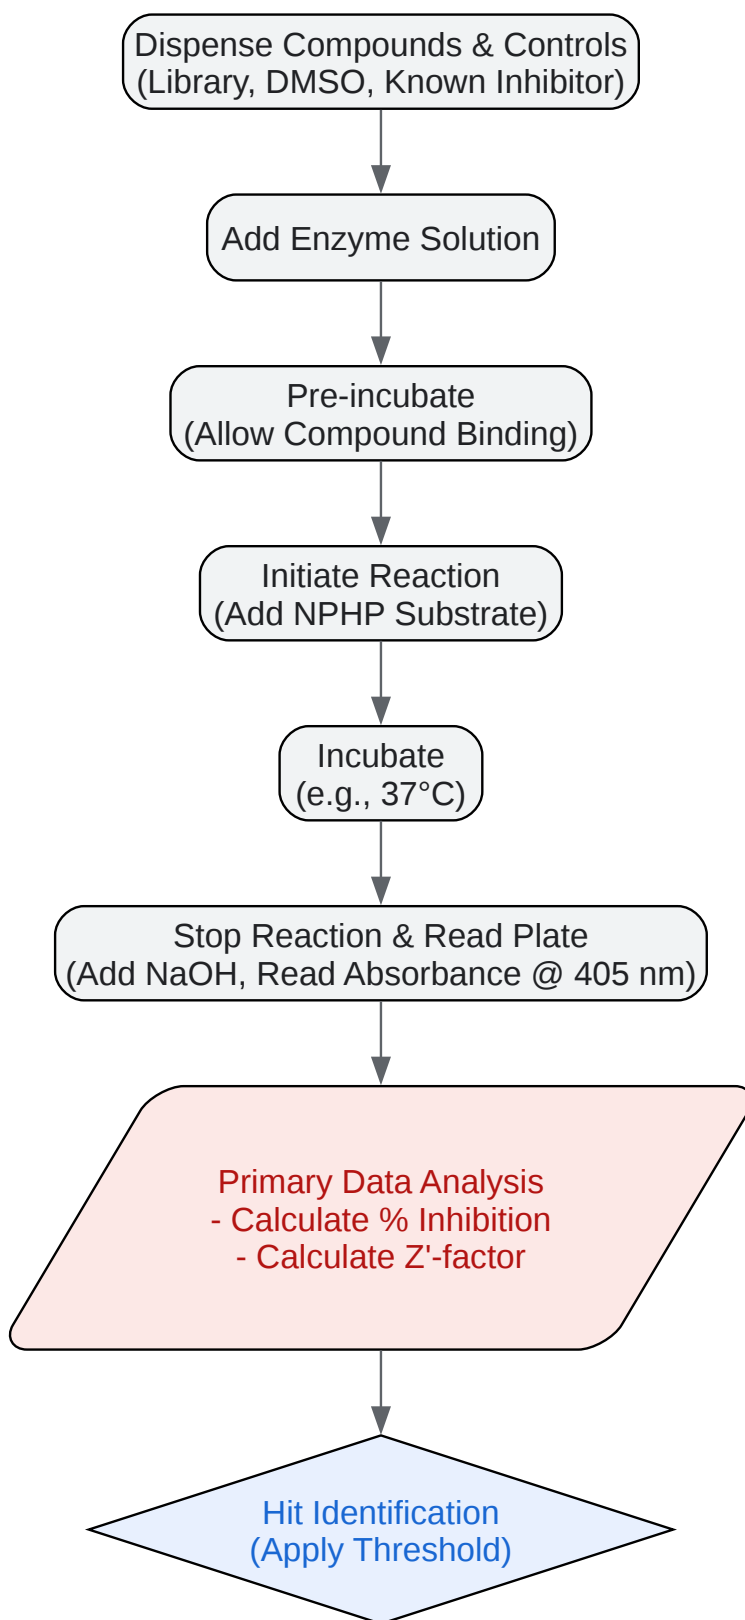 Dispense Compounds & Controls
(Library, DMSO, Known Inhibitor)
Add Enzyme Solution
Pre-incubate
(Allow Compound Binding)
Initiate Reaction
(Add NPHP Substrate)
Incubate
(e.g., 37°C)
Stop Reaction & Read Plate
(Add NaOH, Read Absorbance @ 405 nm)
Primary Data Analysis
- Calculate % Inhibition
- Calculate Z'-factor
Hit Identification
(Apply Threshold)